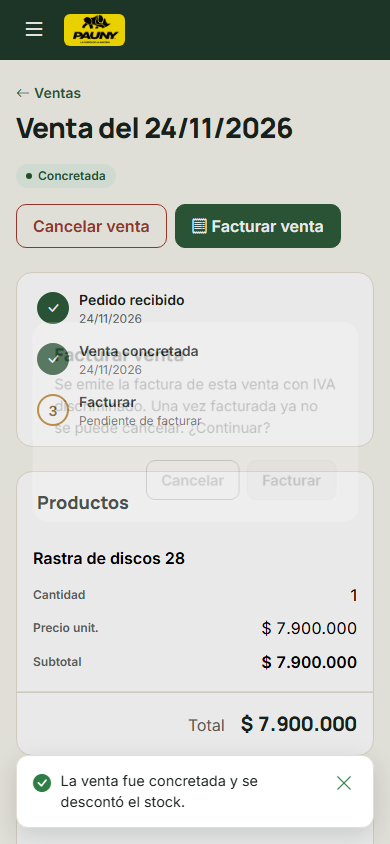 PAUNY
← Ventas
Venta del 24/11/2026
Concretada
Cancelar venta
Facturar venta
Pedido recibido
24/11/2026
Venta concretada
24/11/2026
3
Facturar
Pendiente de facturar
Facturar venta
Se emite la factura de esta venta con IVA
discriminado. Una vez facturada ya no
se puede cancelar. ¿Continuar?
Cancelar
Facturar
Productos
Rastra de discos 28
Cantidad
1
Precio unit.
$ 7.900.000
Subtotal
$ 7.900.000
Total $ 7.900.000
La venta fue concretada y se
descontó el stock.